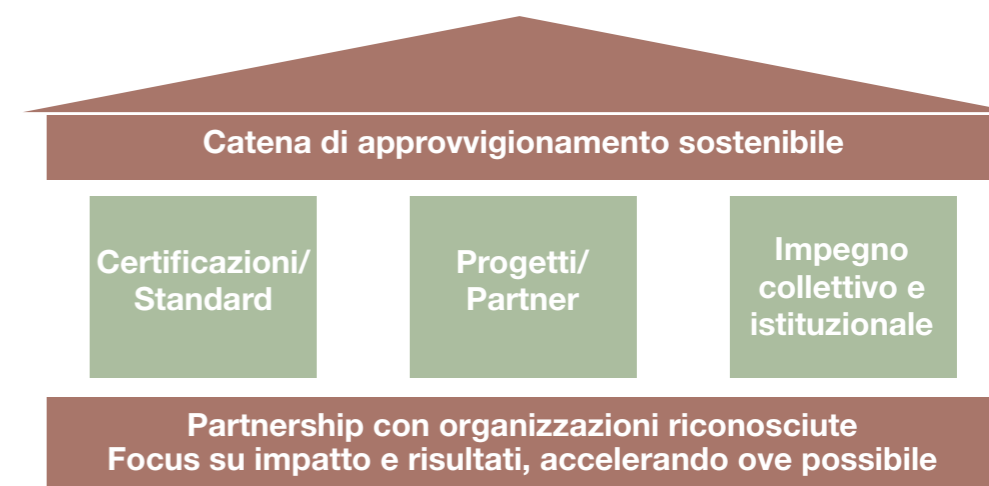 Catena di approvvigionamento sostenibile
Certificazioni/
Standard
Progetti/
Partner
Impegno
collettivo e
istituzionale
Partnership con organizzazioni riconosciute
Focus su impatto e risultati, accelerando ove possibile